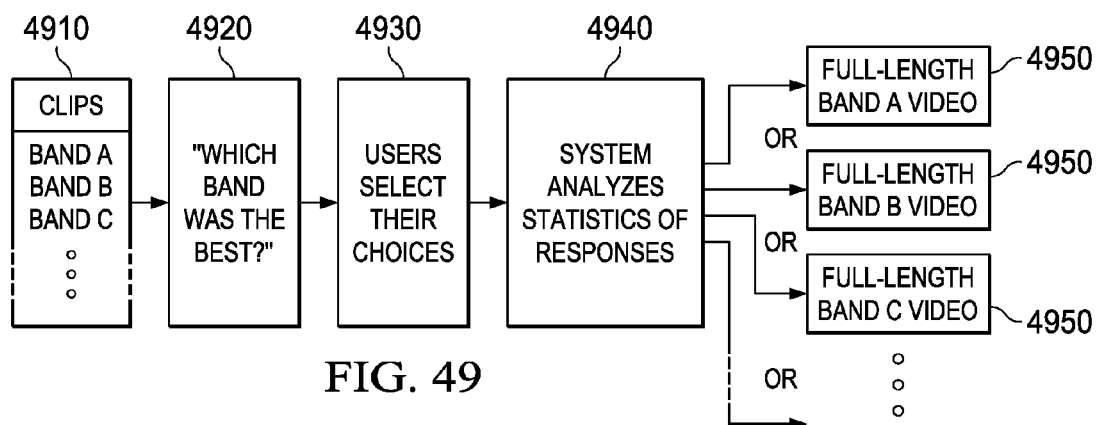 4910
4920
4930
4940
CLIPS
BAND A
BAND B
BAND C
"WHICH
BAND
WAS THE
BEST?"
USERS
SELECT
THEIR
CHOICES
SYSTEM
ANALYZES
STATISTICS OF
RESPONSES
FULL-LENGTH
BAND A VIDEO
4950
OR
FULL-LENGTH
BAND B VIDEO
4950
OR
FULL-LENGTH
BAND C VIDEO
4950
OR
FIG. 49